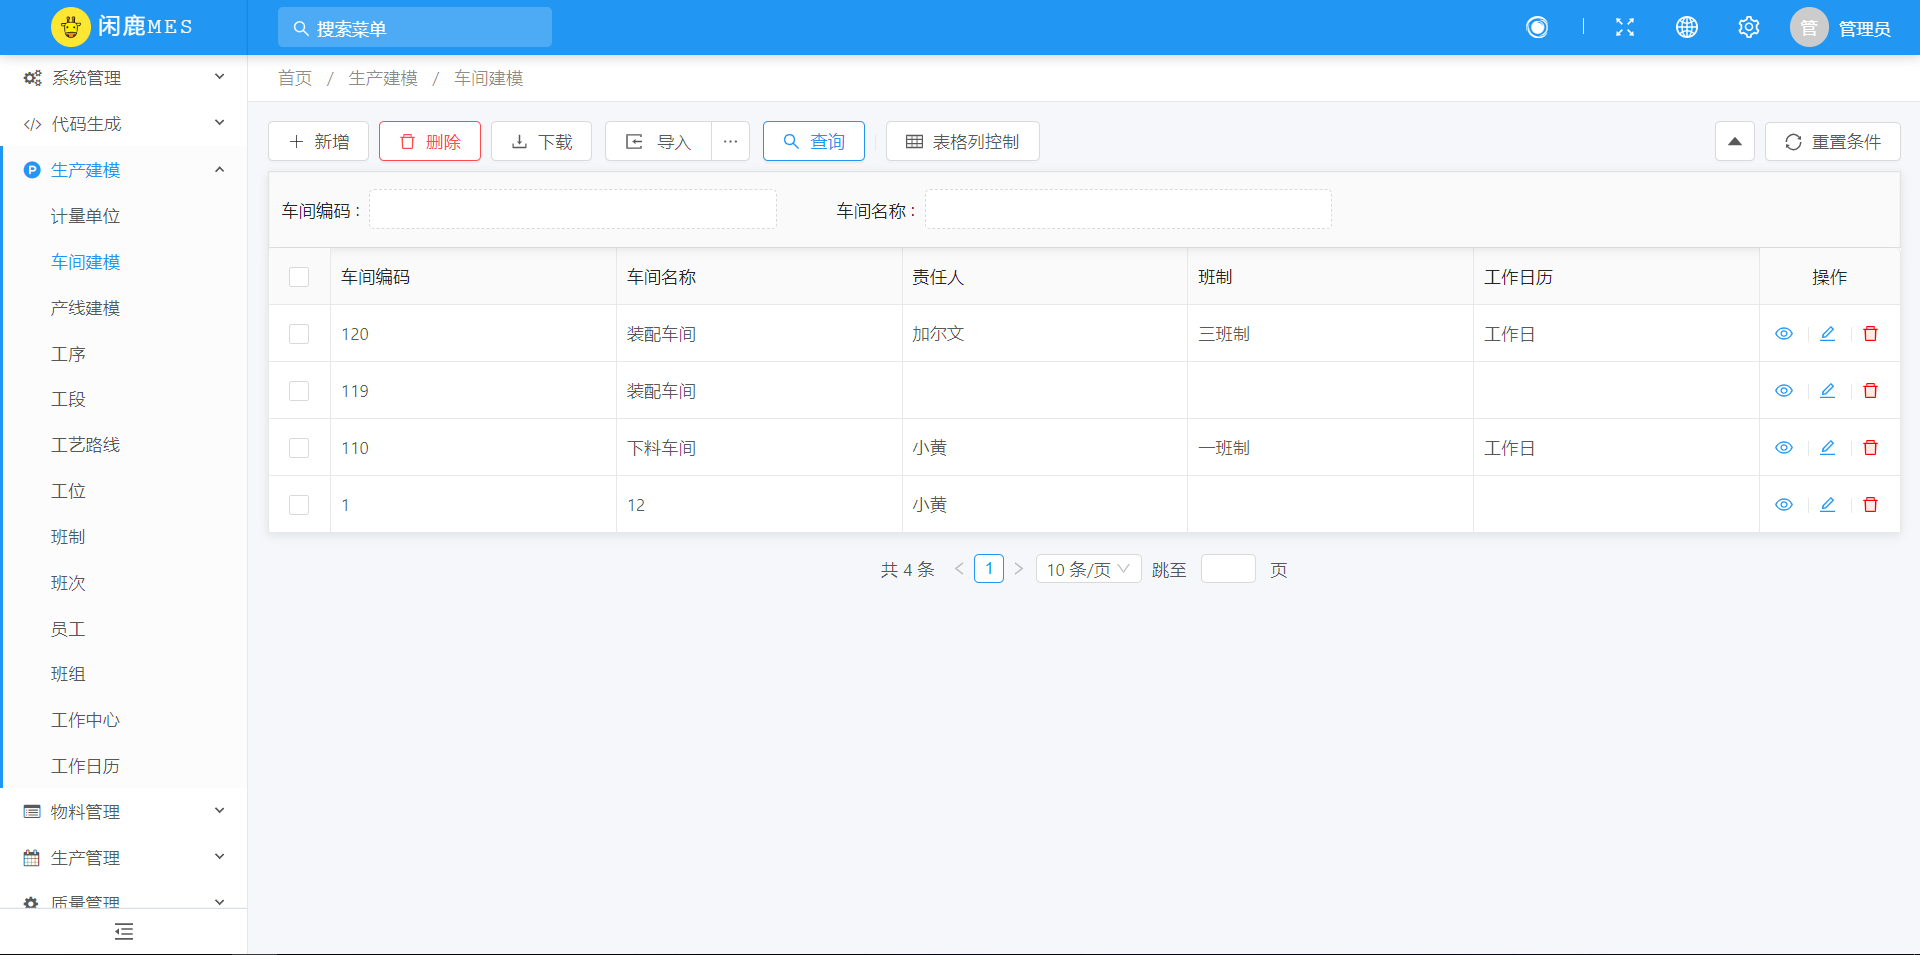 闲鹿MES
搜索菜单
管
管理员
系统管理
代码生成
生产建模
计量单位
车间建模
产线建模
工序
工段
工艺路线
工位
班制
班次
员工
班组
工作中心
工作日历
物料管理
生产管理
质量管理
首页 / 生产建模 / 车间建模
新增 删除 下载 导入 ··· 查询 表格列控制 重置条件
车间编码： 车间名称：
车间编码 车间名称 责任人 班制 工作日历 操作
120 装配车间 加尔文 三班制 工作日
119 装配车间
110 下料车间 小黄 一班制 工作日
1 12 小黄
共 4 条 < 1 > 10 条/页 跳至 页